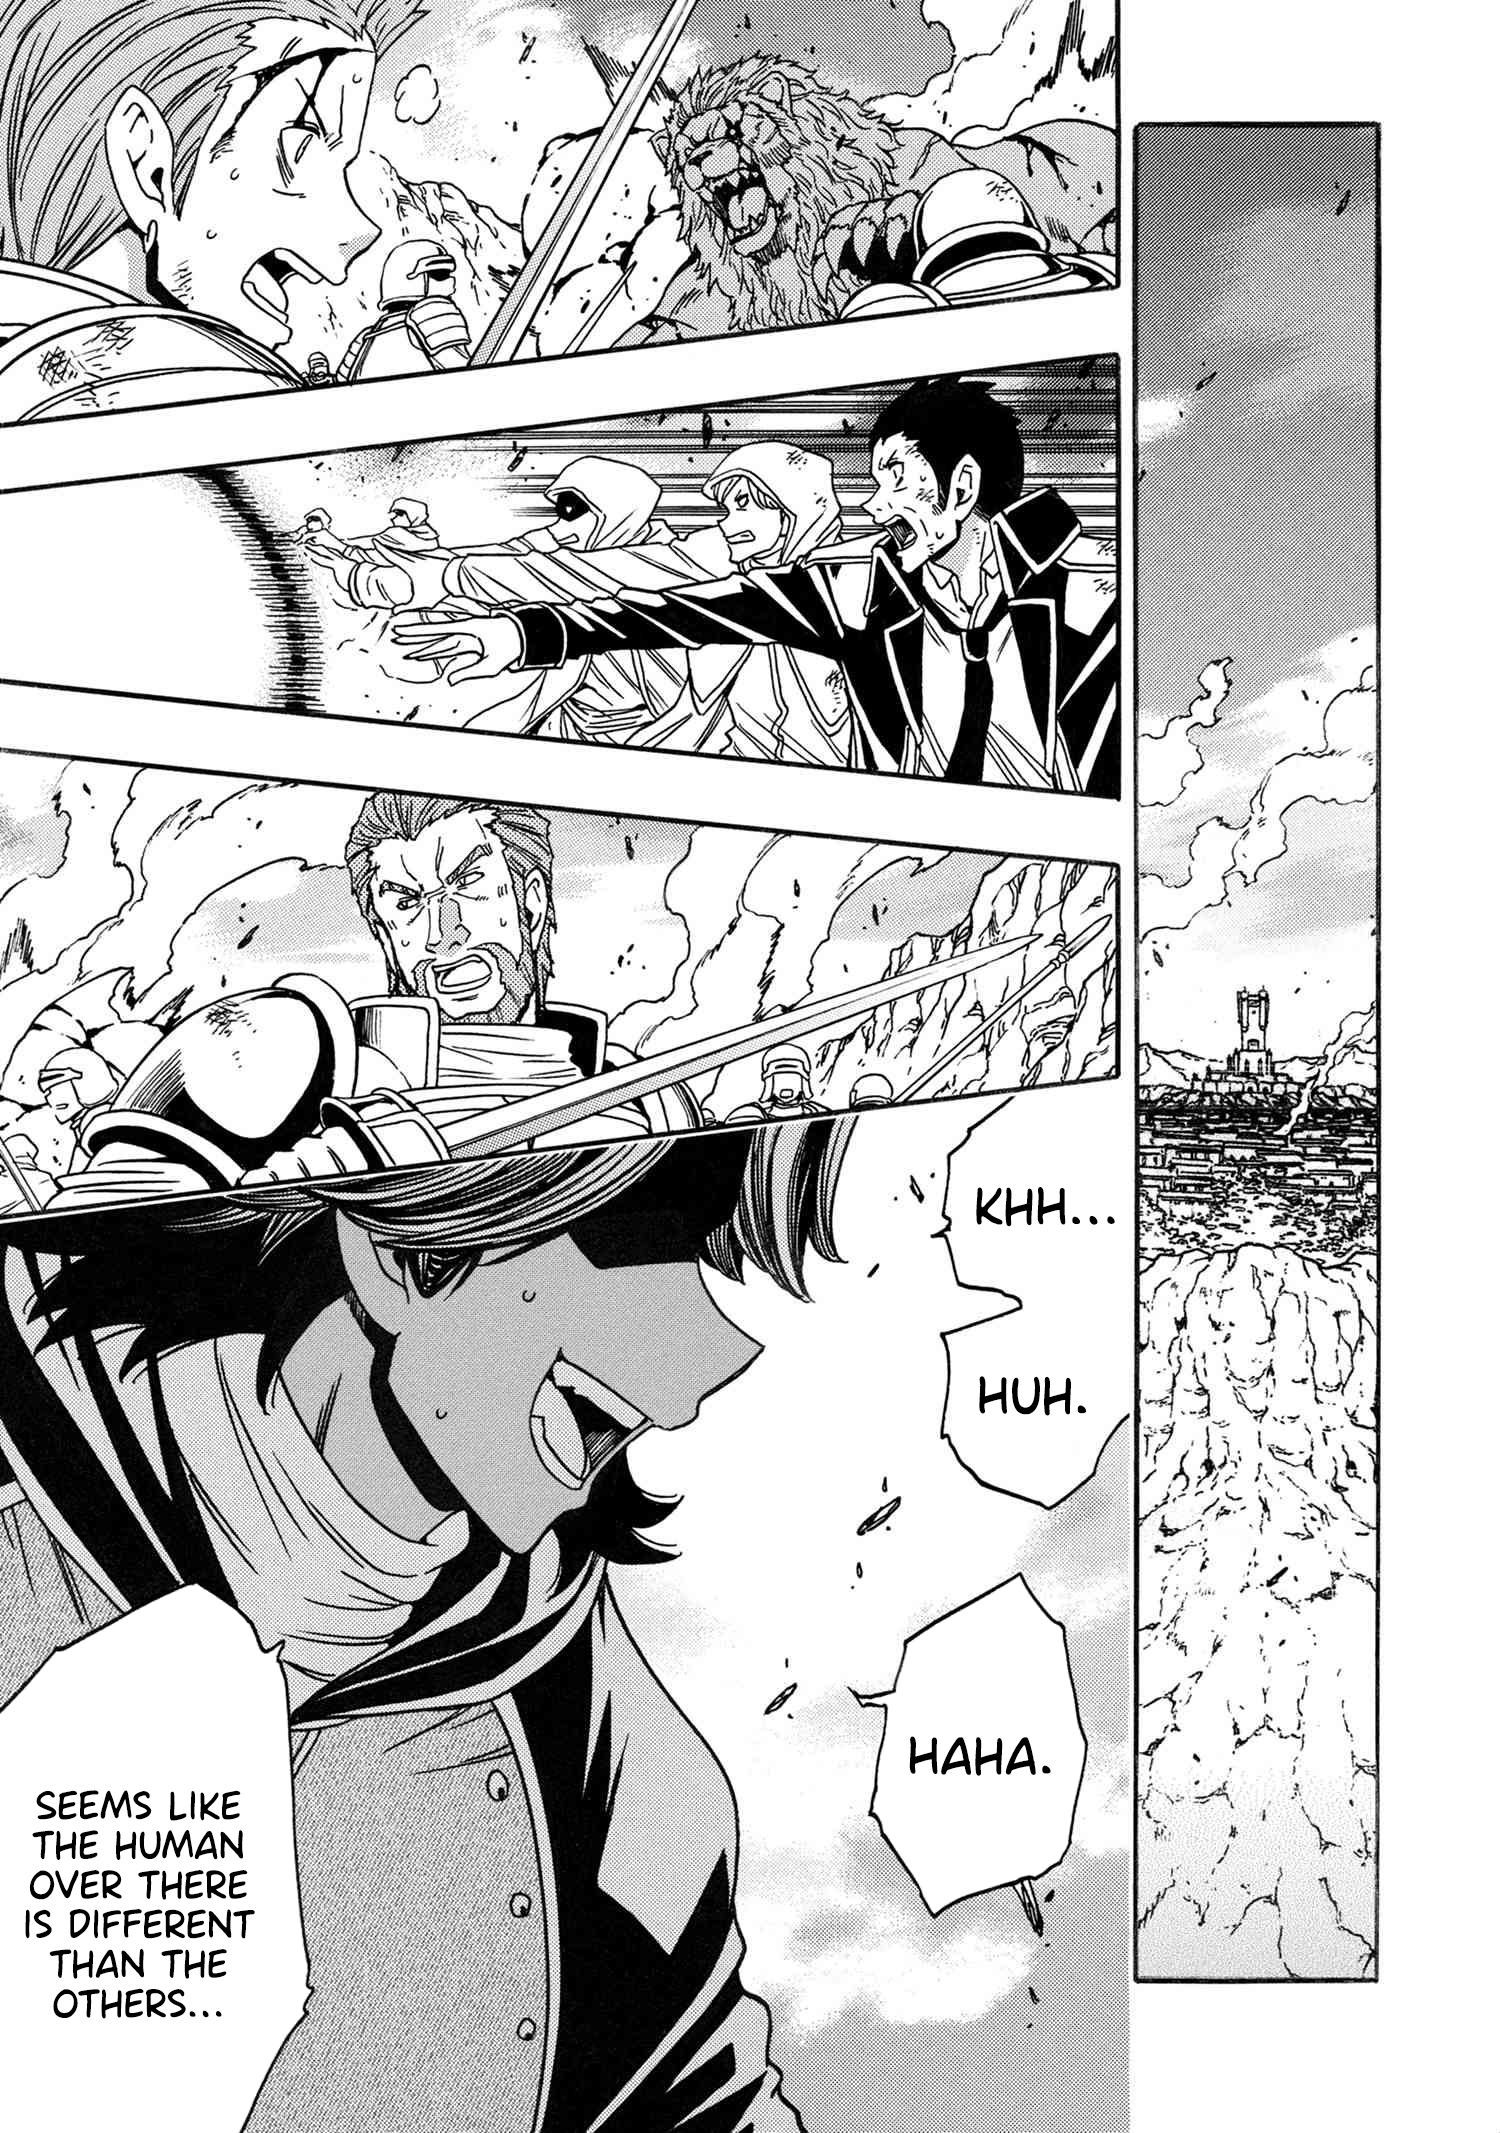 KHH...
HUH.
HAHA.
SEEMS LIKE
THE HUMAN
OVER THERE
IS DIFFERENT
THAN THE
OTHERS...